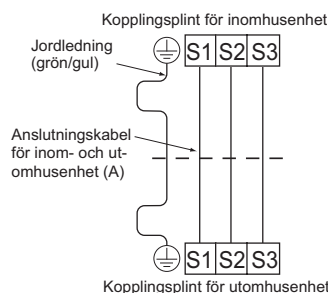 Kopplingsplint för inomhusenhet
Jordledning
(grön/gul)
S1 S2 S3
Anslutningskabel
för inom- och ut-
omhusenhet (A)
S1 S2 S3
Kopplingsplint för utomhusenhet